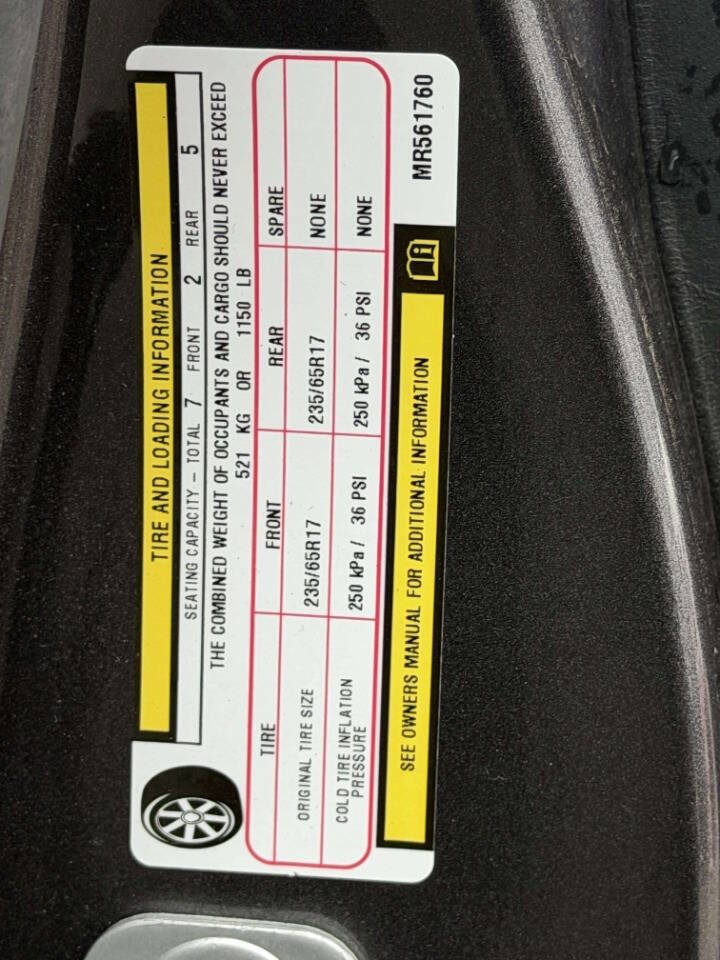 TIRE AND LOADING INFORMATION
SEATING CAPACITY – TOTAL 7 FRONT 2 REAR 5
THE COMBINED WEIGHT OF OCCUPANTS AND CARGO SHOULD NEVER EXCEED
521 KG OR 1150 LB
TIRE FRONT REAR SPARE
ORIGINAL TIRE SIZE 235/65R17 235/65R17 NONE
COLD TIRE INFLATION
PRESSURE 250 kPa / 36 PSI 250 kPa / 36 PSI NONE
SEE OWNERS MANUAL FOR ADDITIONAL INFORMATION
MR561760